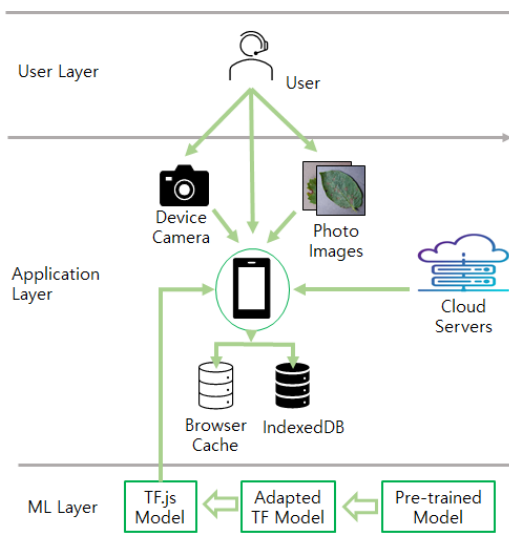 User Layer
User
Device
Camera
Photo
Images
Application
Layer
Cloud
Servers
Browser
Cache
IndexedDB
ML Layer
TF.js
Model
Adapted
TF Model
Pre-trained
Model